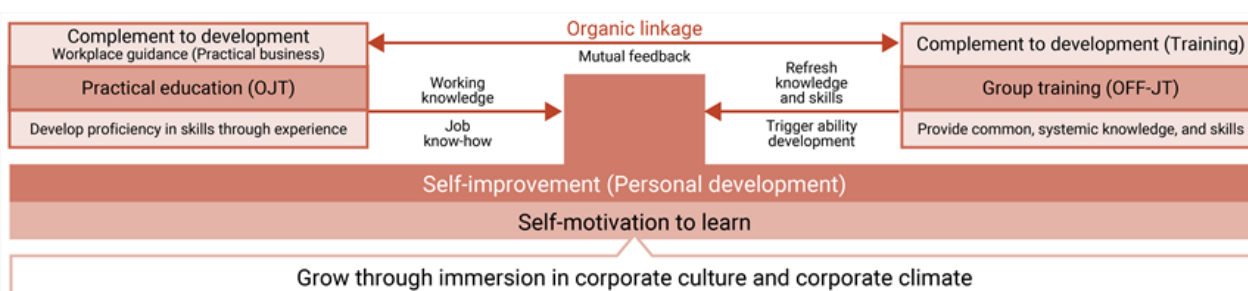 Complement to development
Workplace guidance (Practical business)
Practical education (OJT)
Develop proficiency in skills through experience
Organic linkage
Mutual feedback
Working
knowledge
Job
know-how
Refresh
knowledge
and skills
Trigger ability
development
Complement to development (Training)
Group training (OFF-JT)
Provide common, systemic knowledge, and skills
Self-improvement (Personal development)
Self-motivation to learn
Grow through immersion in corporate culture and corporate climate